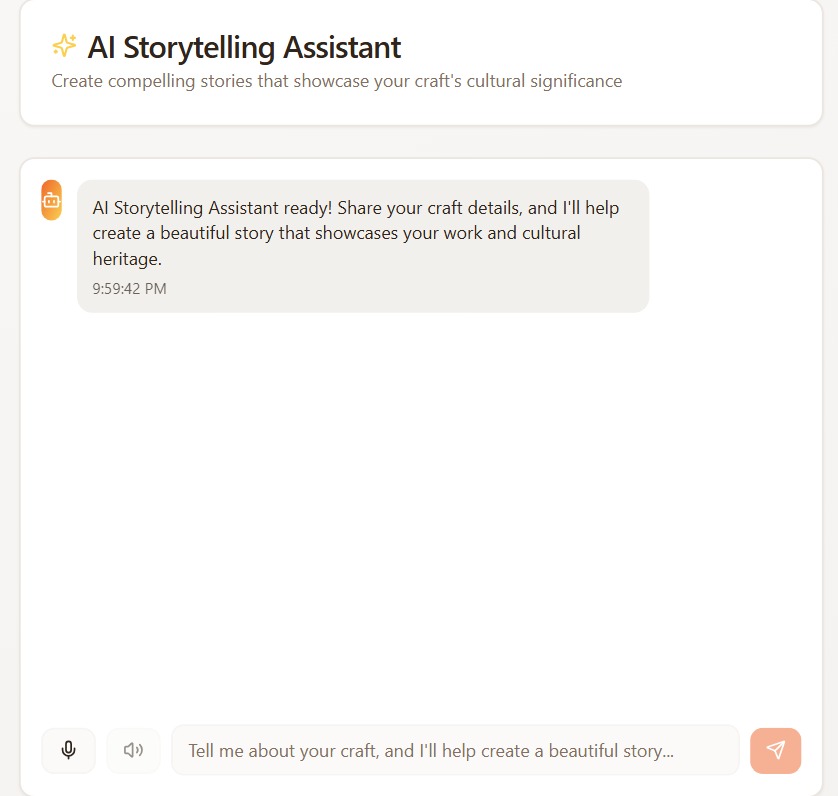 AI Storytelling Assistant
Create compelling stories that showcase your craft's cultural significance
AI Storytelling Assistant ready! Share your craft details, and I'll help
create a beautiful story that showcases your work and cultural
heritage.
9:59:42 PM
Tell me about your craft, and I'll help create a beautiful story...